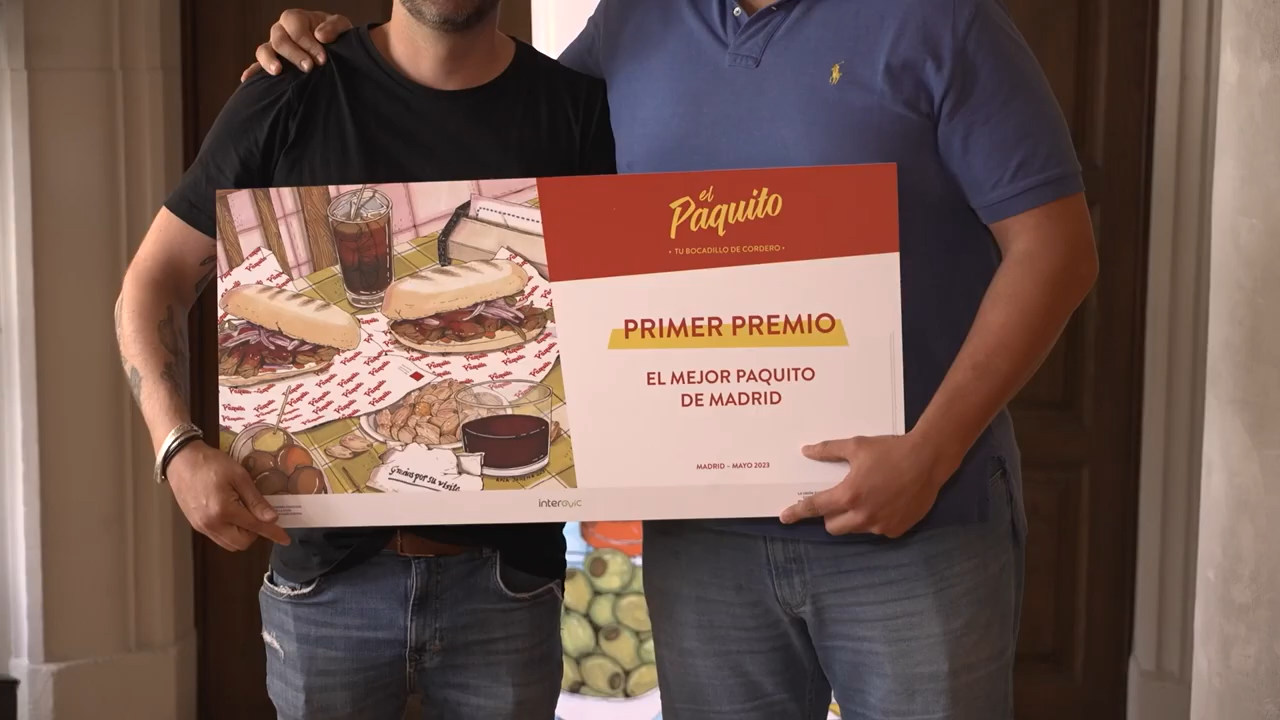 el
Paquito
• TU BOCADILLO DE CORDERO •
PRIMER PREMIO
EL MEJOR PAQUITO
DE MADRID
MADRID – MAYO 2023
Gracias por su visita
interovic